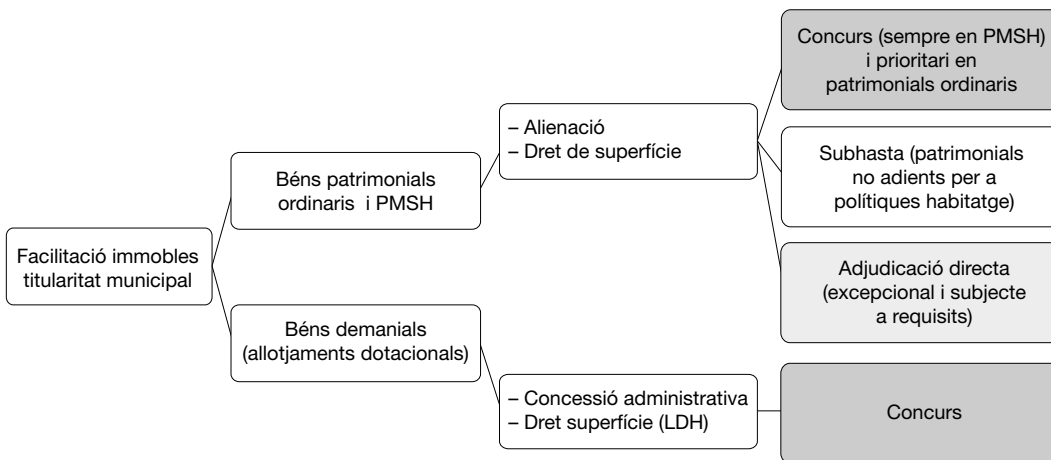 Facilitació immobles
titularitat municipal
Béns patrimonials
ordinaris i PMSH
– Alienació
– Dret de superfície
Concurs (sempre en PMSH)
i prioritari en
patrimonials ordinaris
Subhasta (patrimonials
no adients per a
polítiques habitatge)
Adjudicació directa
(excepcional i subjecte
a requisits)
Béns demanials
(allotjaments dotacionals)
– Concessió administrativa
– Dret superfície (LDH)
Concurs